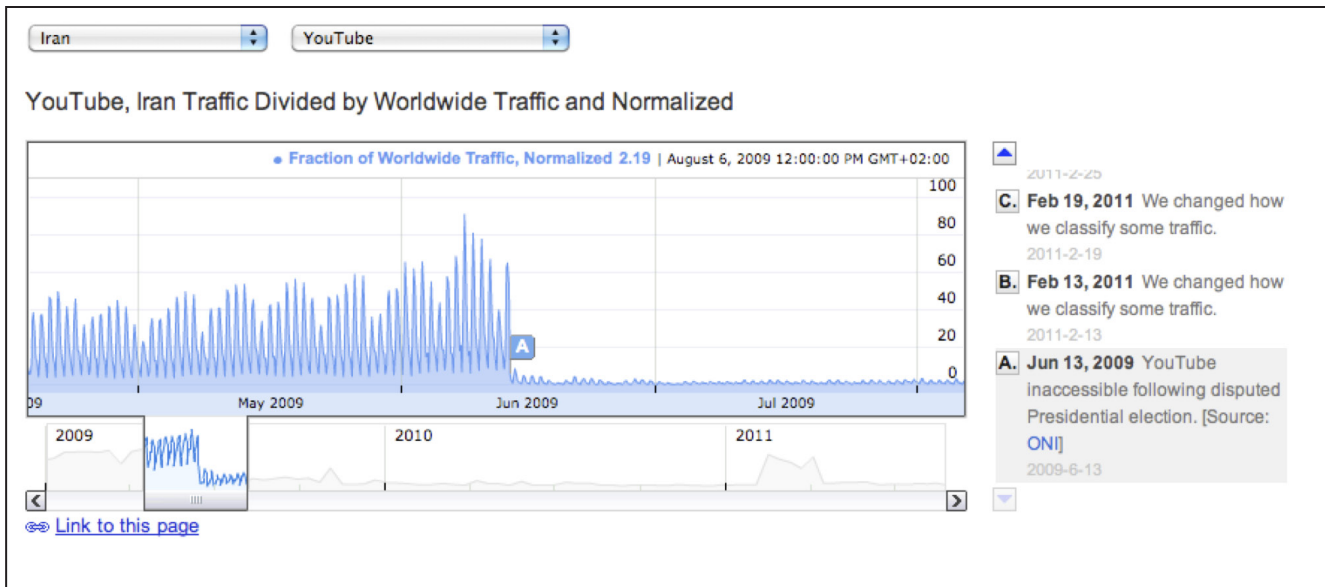 Iran YouTube
YouTube, Iran Traffic Divided by Worldwide Traffic and Normalized
Fraction of Worldwide Traffic, Normalized 2.19 | August 6, 2009 12:00:00 PM GMT+02:00
100
80
60
40
20
0
A
09 May 2009 Jun 2009 Jul 2009
2009 2010 2011
Link to this page
2011-2-25
C. Feb 19, 2011 We changed how
we classify some traffic.
2011-2-19
B. Feb 13, 2011 We changed how
we classify some traffic.
2011-2-13
A. Jun 13, 2009 YouTube
inaccessible following disputed
Presidential election. [Source:
ONI]
2009-6-13